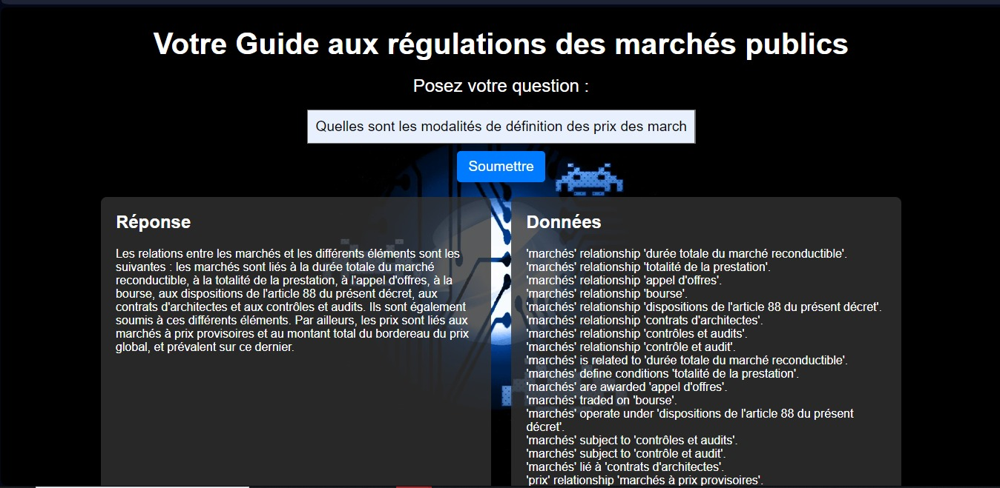 Votre Guide aux régulations des marchés publics
Posez votre question :
Quelles sont les modalités de définition des prix des march
Soumettre
Réponse
Les relations entre les marchés et les différents éléments sont les
suivantes : les marchés sont liés à la durée totale du marché
reconductible, à la totalité de la prestation, à l'appel d'offres, à la
bourse, aux dispositions de l'article 88 du présent décret, aux
contrats d'architectes et aux contrôles et audits. Ils sont également
soumis à ces différents éléments. Par ailleurs, les prix sont liés aux
marchés à prix provisoires et au montant total du bordereau du prix
global, et prévalent sur ce dernier.
Données
'marchés' relationship 'durée totale du marché reconductible'.
'marchés' relationship 'totalité de la prestation'.
'marchés' relationship 'appel d'offres'.
'marchés' relationship 'bourse'.
'marchés' relationship 'dispositions de l'article 88 du présent décret'.
'marchés' relationship 'contrats d'architectes'.
'marchés' relationship 'contrôles et audits'.
'marchés' relationship 'contrôle et audit'.
'marchés' is related to 'durée totale du marché reconductible'.
'marchés' define conditions 'totalité de la prestation'.
'marchés' are awarded 'appel d'offres'.
'marchés' traded on 'bourse'.
'marchés' operate under 'dispositions de l'article 88 du présent
décret'.
'marchés' subject to 'contrôles et audits'.
'marchés' subject to 'contrôle et audit'.
'marchés' lié à 'contrats d'architectes'.
'prix' relationship 'marchés à prix provisoires'.